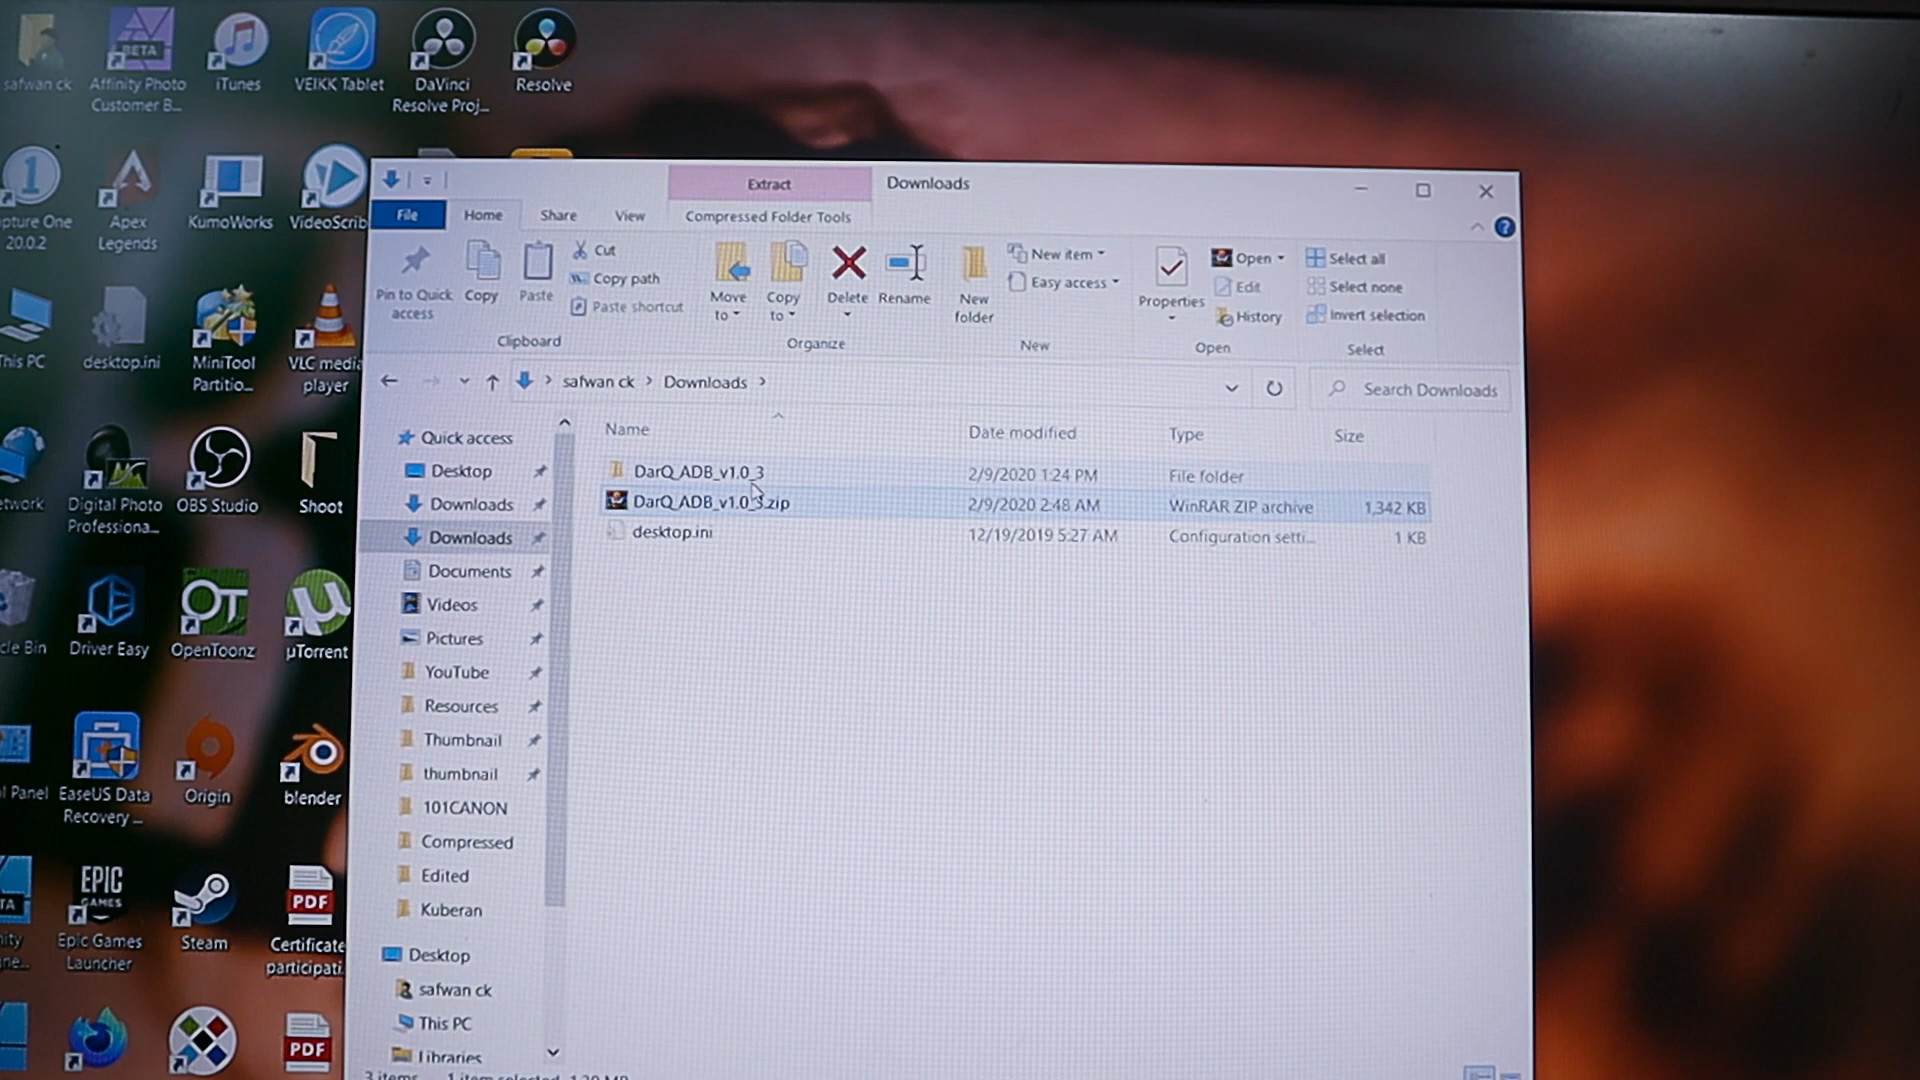 safwan ck
BETA
Affinity Photo
Customer B...
iTunes
VEIKK Tablet
DaVinci
Resolve Proj...
Resolve
1
pture One
20.0.2
Apex
Legends
KumoWorks
VideoScrib
This PC
desktop.ini
MiniTool
Partitio...
VLC media
player
etwork
Digital Photo
Professiona...
OBS Studio
Shoot
cle Bin
Driver Easy
OT
OpenToonz
µTorrent
l Panel
EaseUS Data
Recovery ...
Origin
blender
TA
EPIC
GAMES
Epic Games
Launcher
Steam
PDF
Certificate
participati.
PDF
Extract
Downloads
File
Home
Share
View
Compressed Folder Tools
Pin to Quick
access
Copy
Paste
Cut
Copy path
Paste shortcut
Clipboard
Move
to
Copy
to
Delete
Rename
Organize
New
folder
New item
Easy access
New
Properties
Open
Edit
History
Open
Select all
Select none
Invert selection
Select
safwan ck > Downloads >
Search Downloads
Quick access
Desktop
Downloads
Downloads
Documents
Videos
Pictures
YouTube
Resources
Thumbnail
thumbnail
101CANON
Compressed
Edited
Kuberan
Desktop
safwan ck
This PC
Libraries
Name Date modified Type Size
DarQ_ADB_v1.0_3 2/9/2020 1:24 PM File folder
DarQ_ADB_v1.0_3.zip 2/9/2020 2:48 AM WinRAR ZIP archive 1,342 KB
desktop.ini 12/19/2019 5:27 AM Configuration setti... 1 KB
3 items 1 item selected 1.30 MB